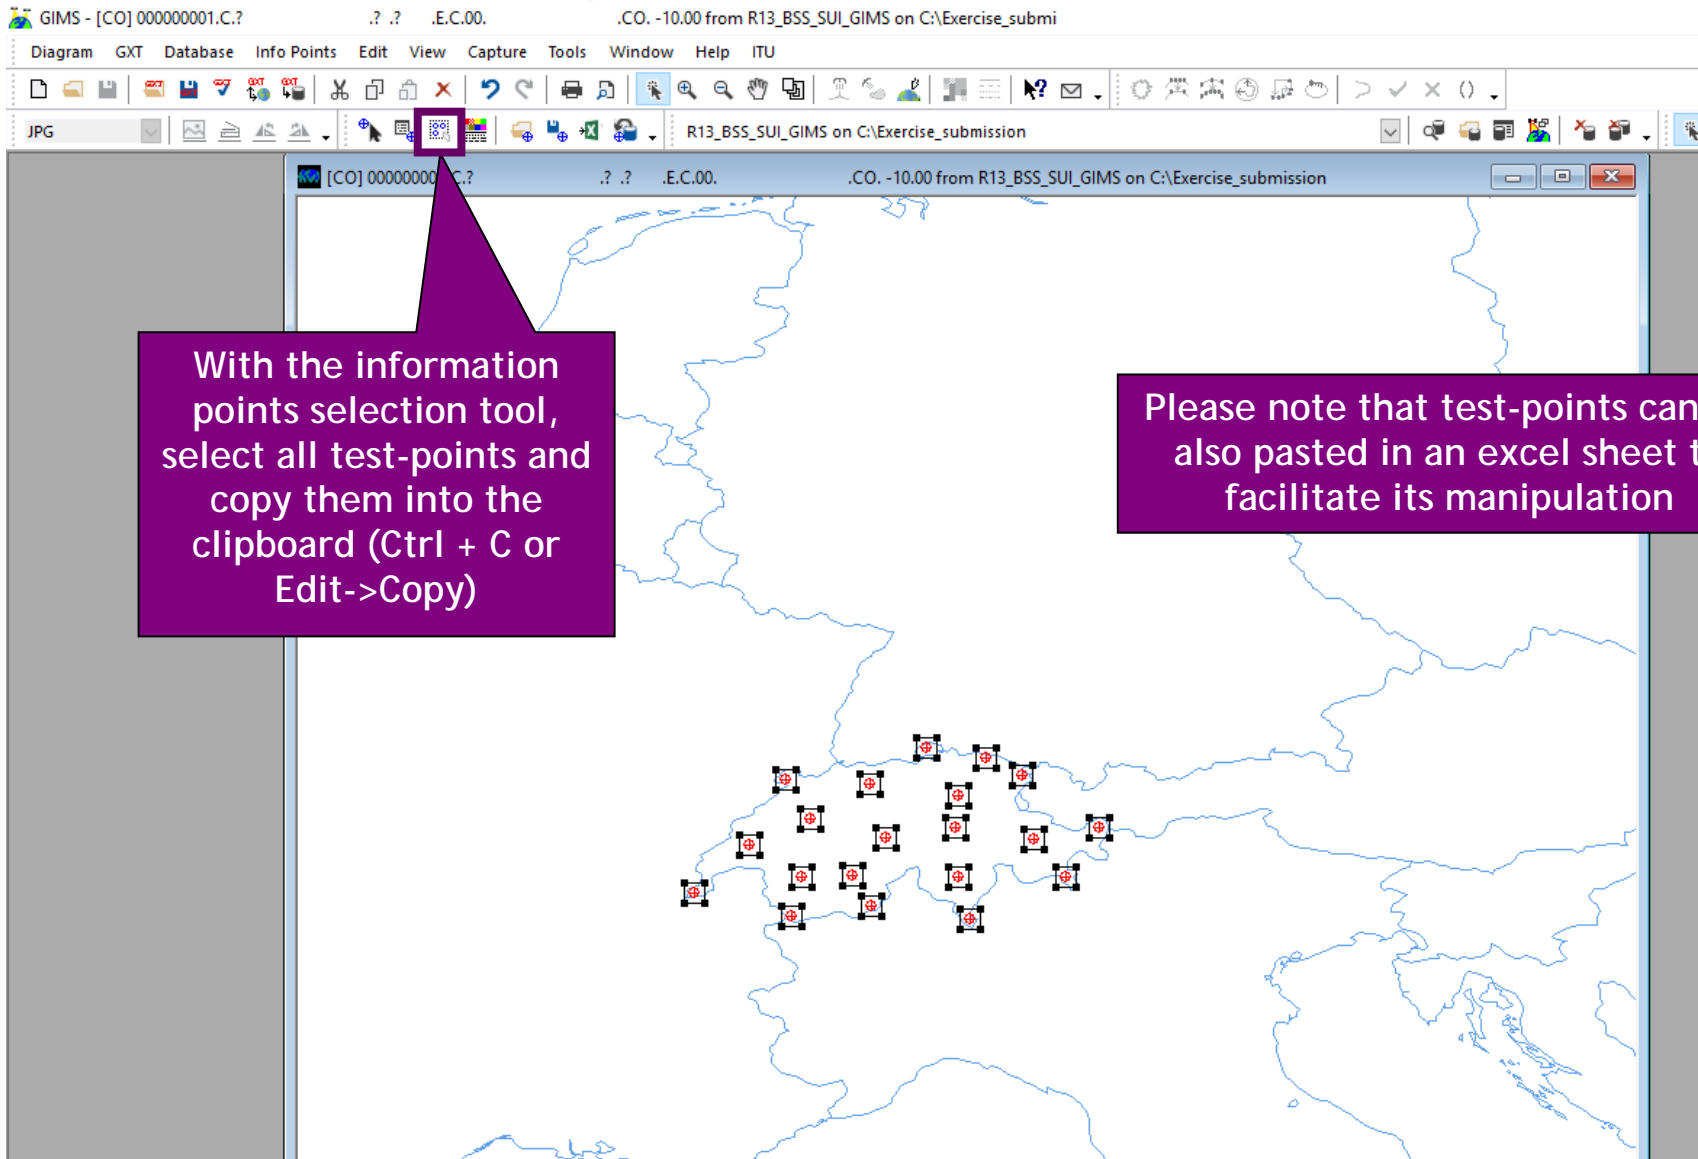 GIMS - [CO] 000000001.C.? .? .? .E.C.00. .CO. -10.00 from R13_BSS_SUI_GIMS on C:\Exercise_submi
Diagram GXT Database Info Points Edit View Capture Tools Window Help ITU
JPG R13_BSS_SUI_GIMS on C:\Exercise_submission
[CO] 00000000 .? .? .? .E.C.00. .CO. -10.00 from R13_BSS_SUI_GIMS on C:\Exercise_submission
With the information
points selection tool,
select all test-points and
copy them into the
clipboard (Ctrl + C or
Edit->Copy)
Please note that test-points can
also pasted in an excel sheet t
facilitate its manipulation